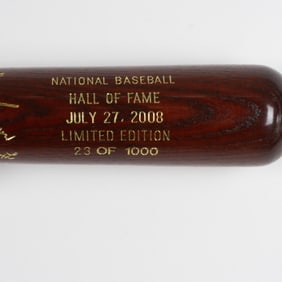 NATIONAL BASEBALL
HALL OF FAME
JULY 27, 2008
LIMITED EDITION
23 OF 1000